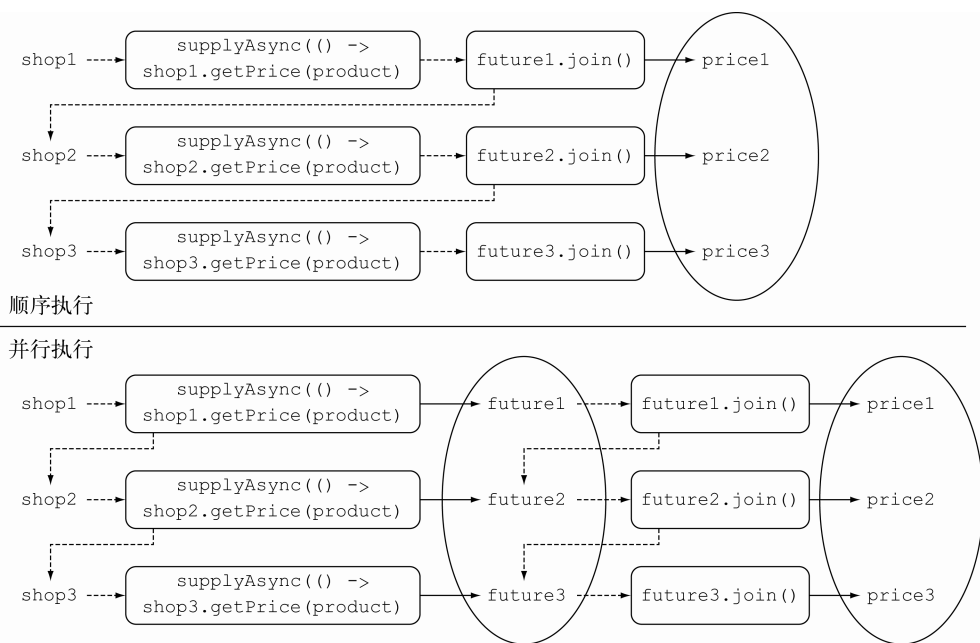 shop1
supplyAsync(() ->
shop1.getPrice(product)
future1.join()
price1
shop2
supplyAsync(() ->
shop2.getPrice(product)
future2.join()
price2
shop3
supplyAsync(() ->
shop3.getPrice(product)
future3.join()
price3
顺序执行
并行执行
shop1
supplyAsync(() ->
shop1.getPrice(product)
future1
future1.join()
price1
shop2
supplyAsync(() ->
shop2.getPrice(product)
future2
future2.join()
price2
shop3
supplyAsync(() ->
shop3.getPrice(product)
future3
future3.join()
price3